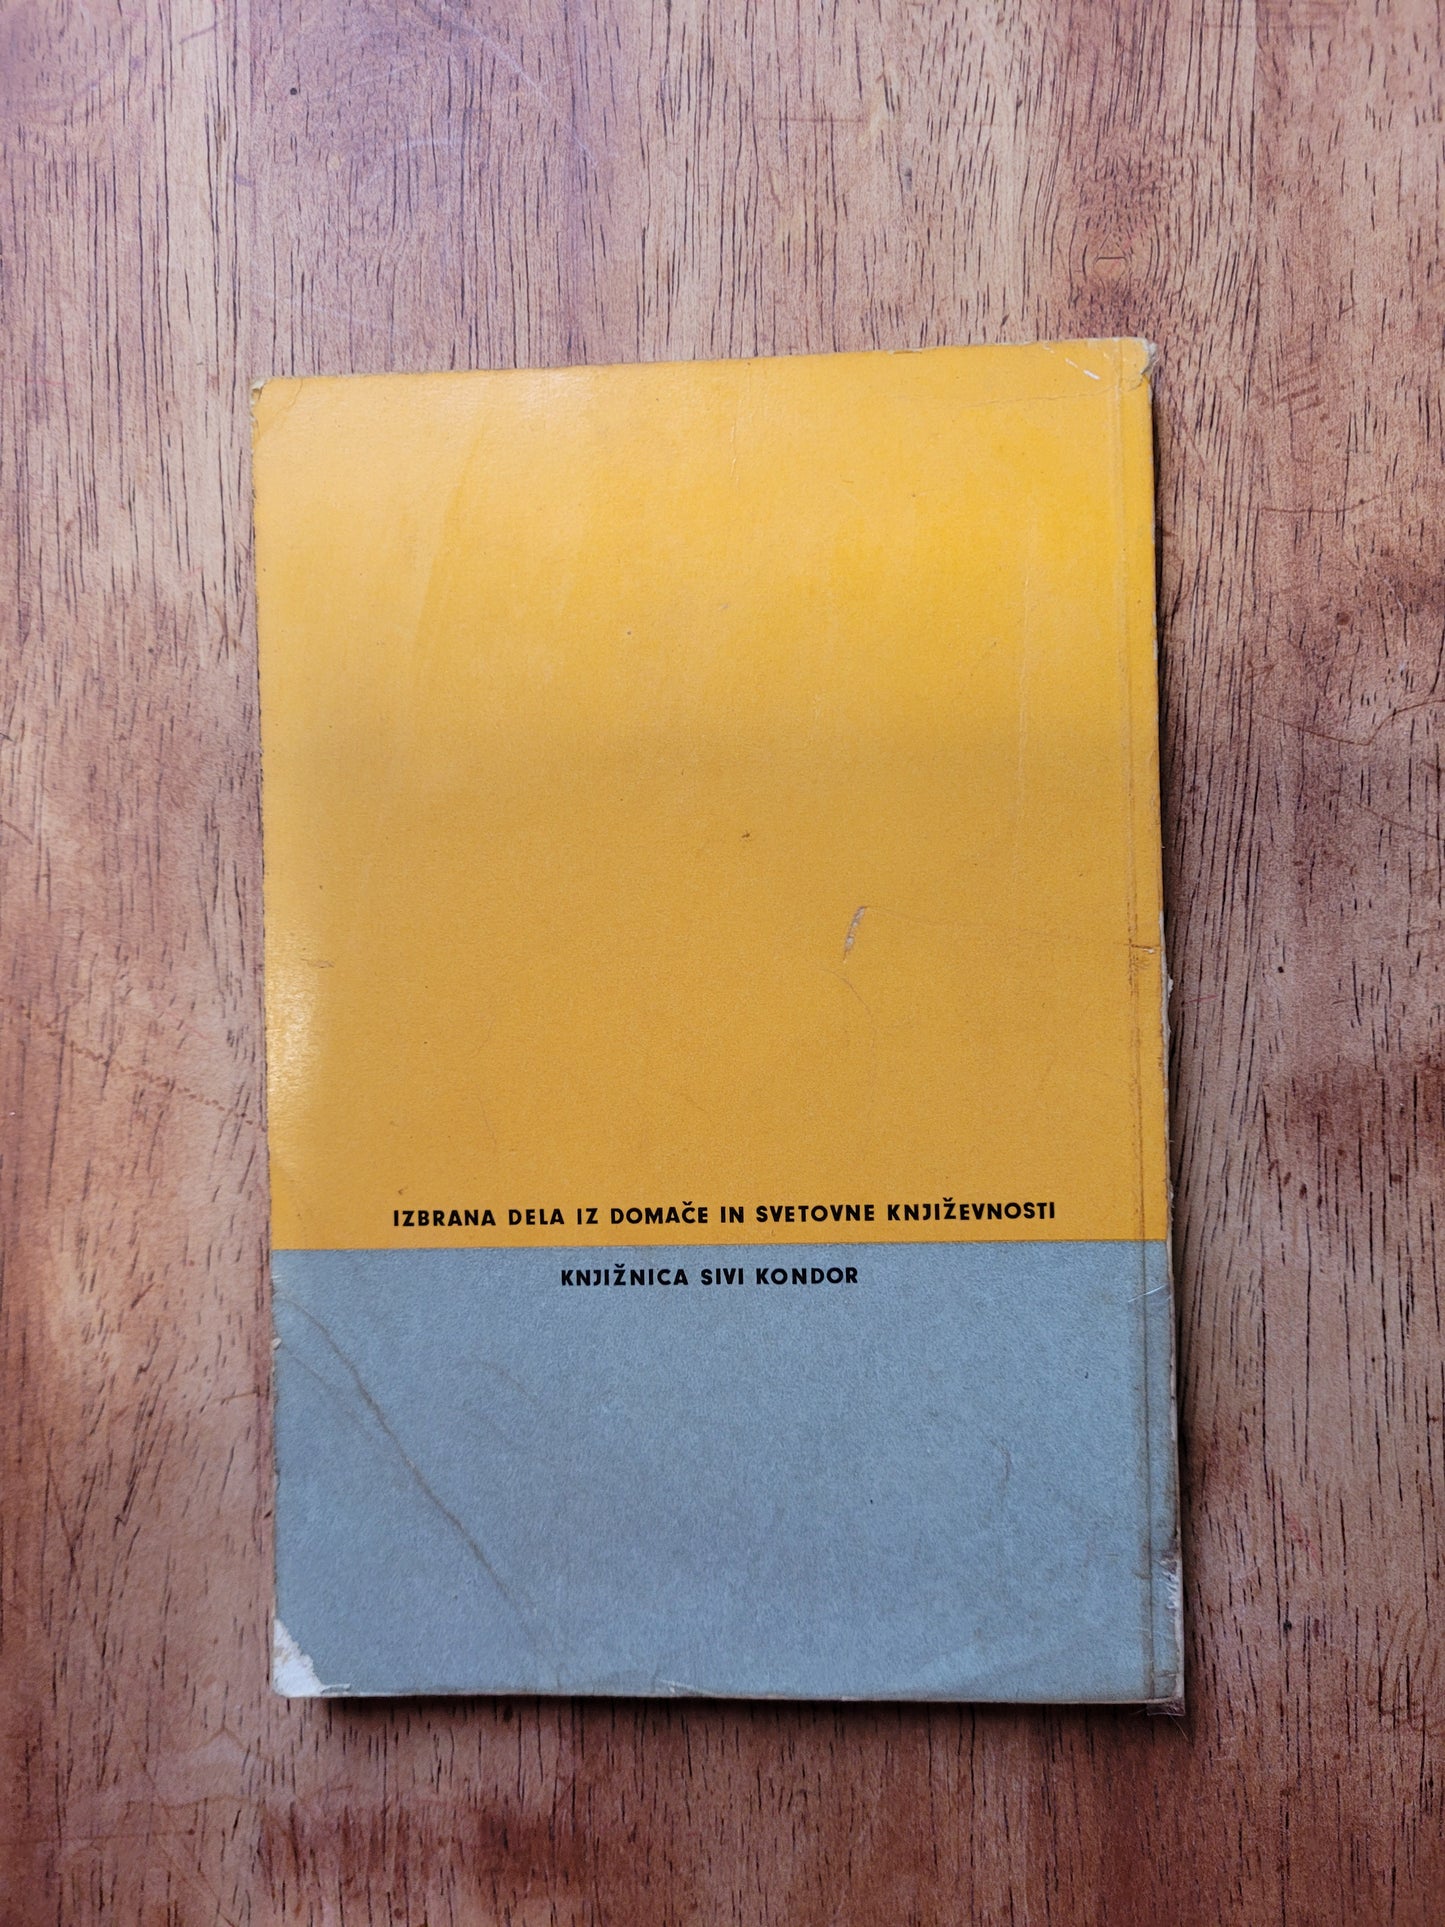 IZBRANA DELA IZ DOMAČE IN SVETOVNE KNJIŽEVNOSTI
KNJIŽNICA SIVI KONDOR